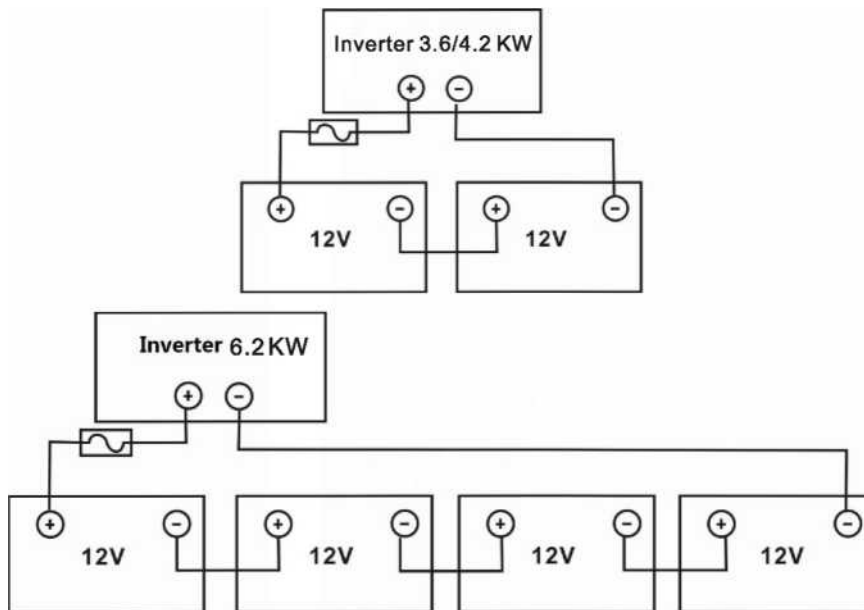 Inverter 3.6/4.2 KW
+ −
+ − + −
12V 12V
Inverter 6.2 KW
+ −
+ − + − + − + −
12V 12V 12V 12V